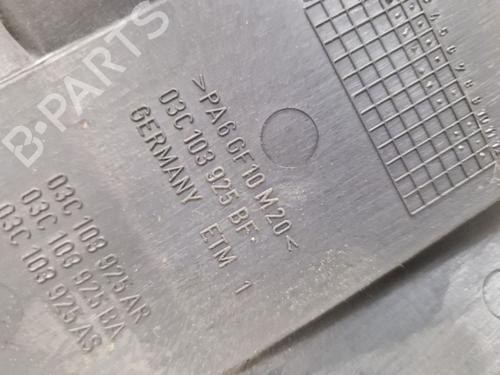 B-PARTS
>PA6 GF10 M20<
03C 103 925 BF
GERMANY ETM 1
03C 103 925 AR
03C 103 925 BA
03C 103 925 AS